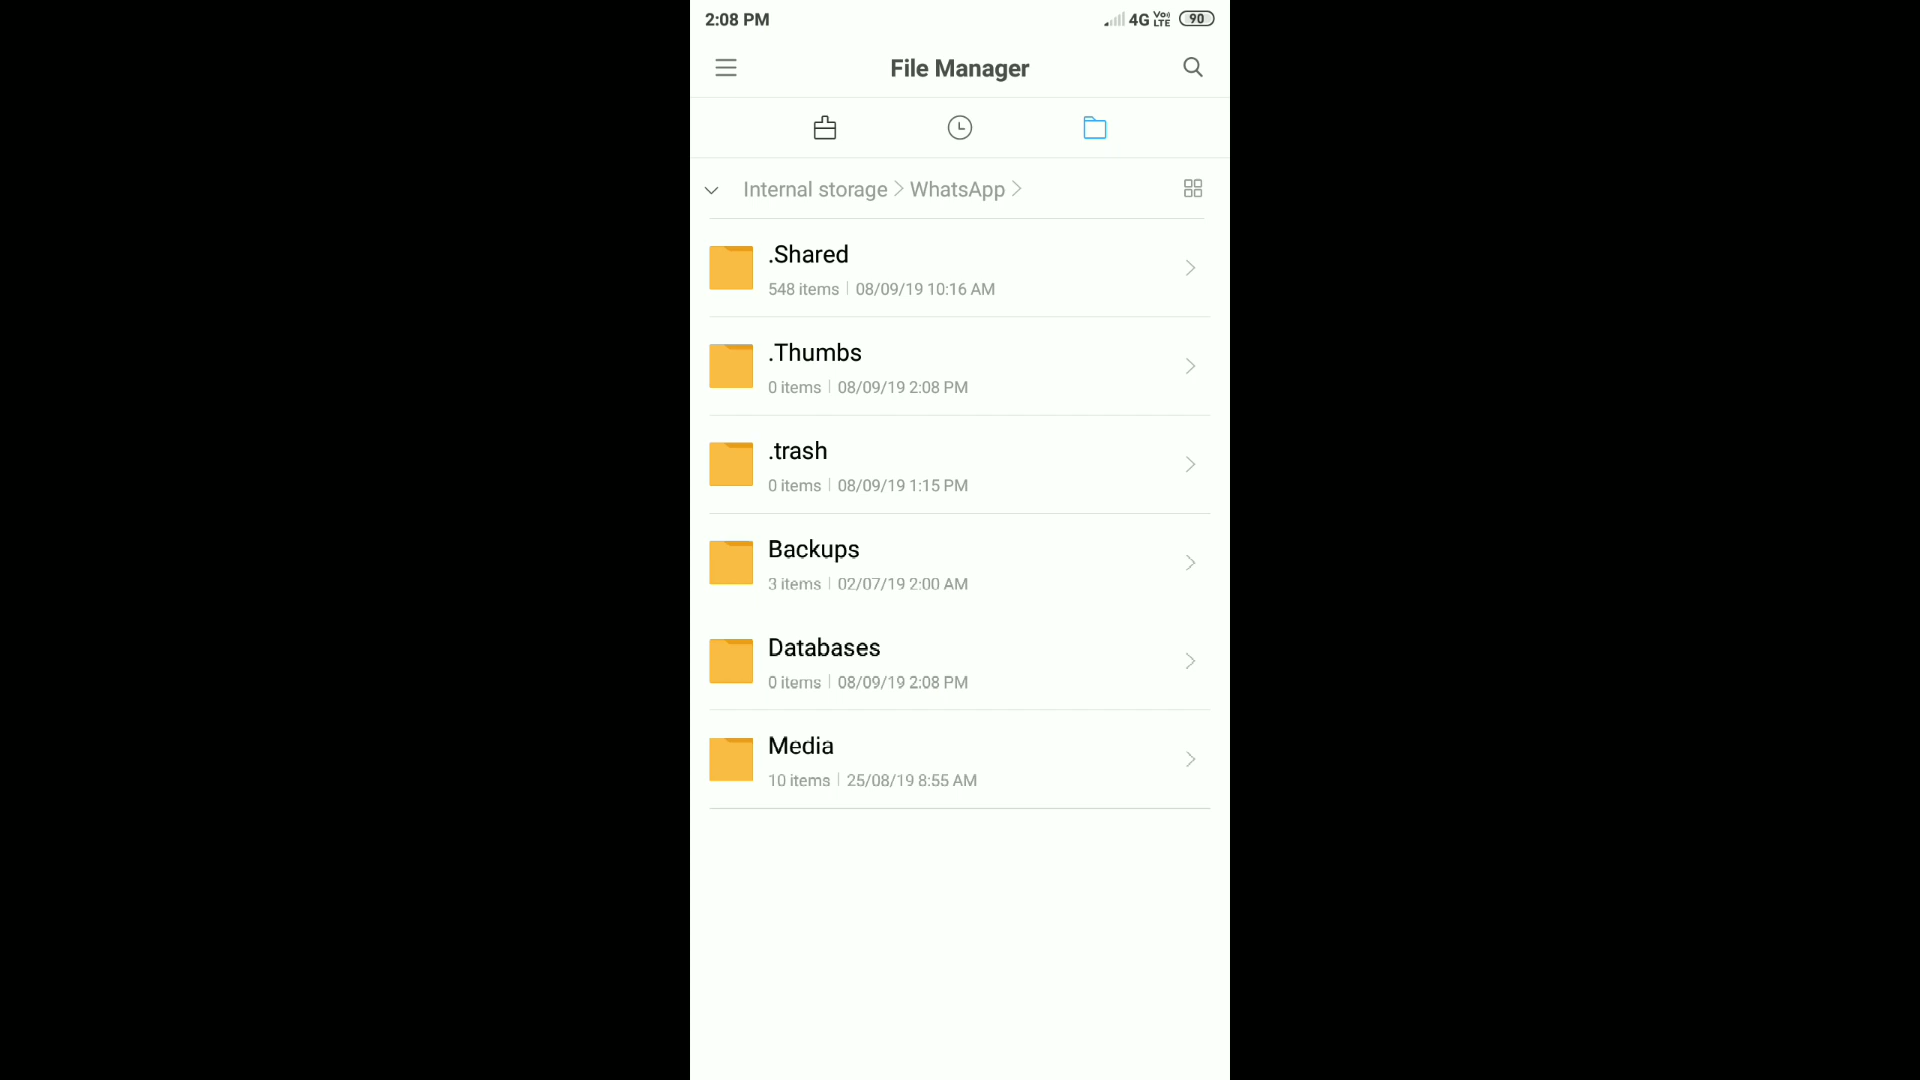 2:08 PM 4G Vo LTE 90
File Manager
Internal storage WhatsApp
.Shared
548 items 08/09/19 10:16 AM
.Thumbs
0 items 08/09/19 2:08 PM
.trash
0 items 08/09/19 1:15 PM
Backups
3 items 02/07/19 2:00 AM
Databases
0 items 08/09/19 2:08 PM
Media
10 items 25/08/19 8:55 AM